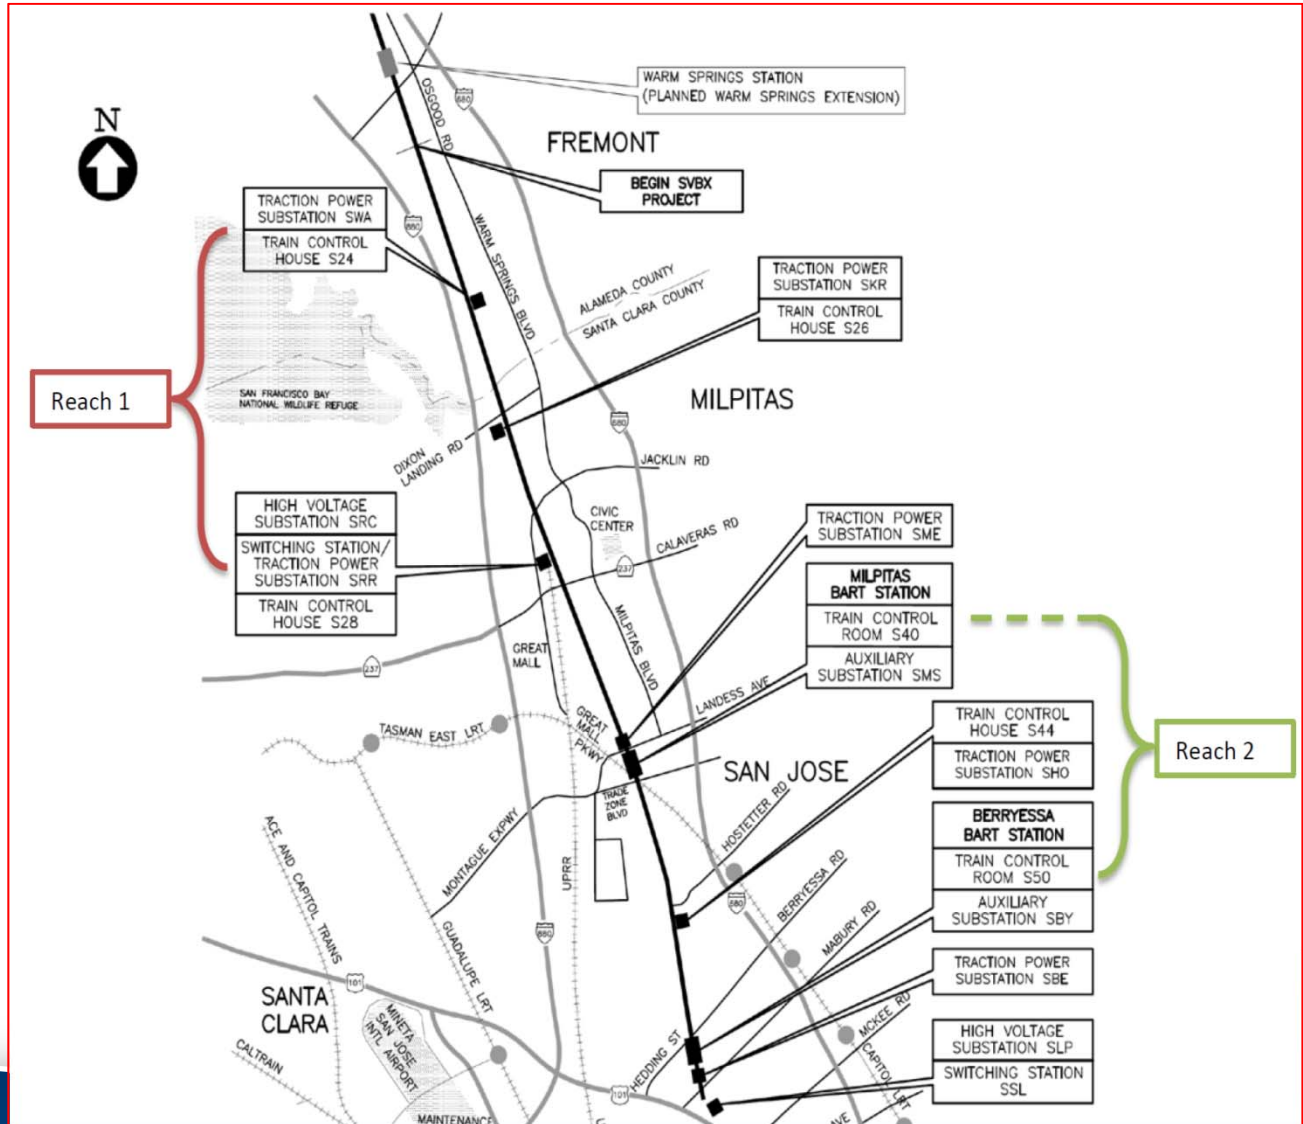 WARM SPRINGS STATION
(PLANNED WARM SPRINGS EXTENSION)
680
OSGOOD RD
N
FREMONT
BEGIN SVBX
PROJECT
TRACTION POWER
SUBSTATION SWA
TRAIN CONTROL
HOUSE S24
880
WARM SPRINGS BLVD
ALAMEDA COUNTY
SANTA CLARA COUNTY
TRACTION POWER
SUBSTATION SKR
TRAIN CONTROL
HOUSE S26
Reach 1
SAN FRANCISCO BAY
NATIONAL WILDLIFE REFUGE
MILPITAS
680
DIXON
LANDING RD
JACKLIN RD
HIGH VOLTAGE
SUBSTATION SRC
SWITCHING STATION/
TRACTION POWER
SUBSTATION SRR
TRAIN CONTROL
HOUSE S28
CIVIC
CENTER
CALAVERAS RD
237
TRACTION POWER
SUBSTATION SME
MILPITAS
BART STATION
TRAIN CONTROL
ROOM S40
AUXILIARY
SUBSTATION SMS
237
GREAT
MALL
MILPITAS BLVD
LANDESS AVE
GREAT
MALL
PKWY
TASMAN EAST LRT
SAN JOSE
TRAIN CONTROL
HOUSE S44
TRACTION POWER
SUBSTATION SHO
Reach 2
TRADE
ZONE
BLVD
HOSTETTER RD
MONTAGUE EXPWY
UPRR
BERRYESSA
BART STATION
TRAIN CONTROL
ROOM S50
AUXILIARY
SUBSTATION SBY
ACE AND CAPITOL TRAINS
GUADALUPE LRT
880
680
BERRYESSA RD
MABURY RD
TRACTION POWER
SUBSTATION SBE
101
SANTA
CLARA
MINETA
SAN JOSE
INTL AIRPORT
MCKEE RD
HIGH VOLTAGE
SUBSTATION SLP
SWITCHING STATION
SSL
CALTRAIN
HEDDING ST
101
CAPITOL LRT
MAINTENANCE
AVE